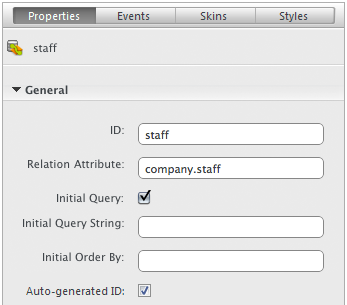 Properties Events Skins Styles
staff
General
ID: staff
Relation Attribute: company.staff
Initial Query:
Initial Query String:
Initial Order By:
Auto-generated ID: